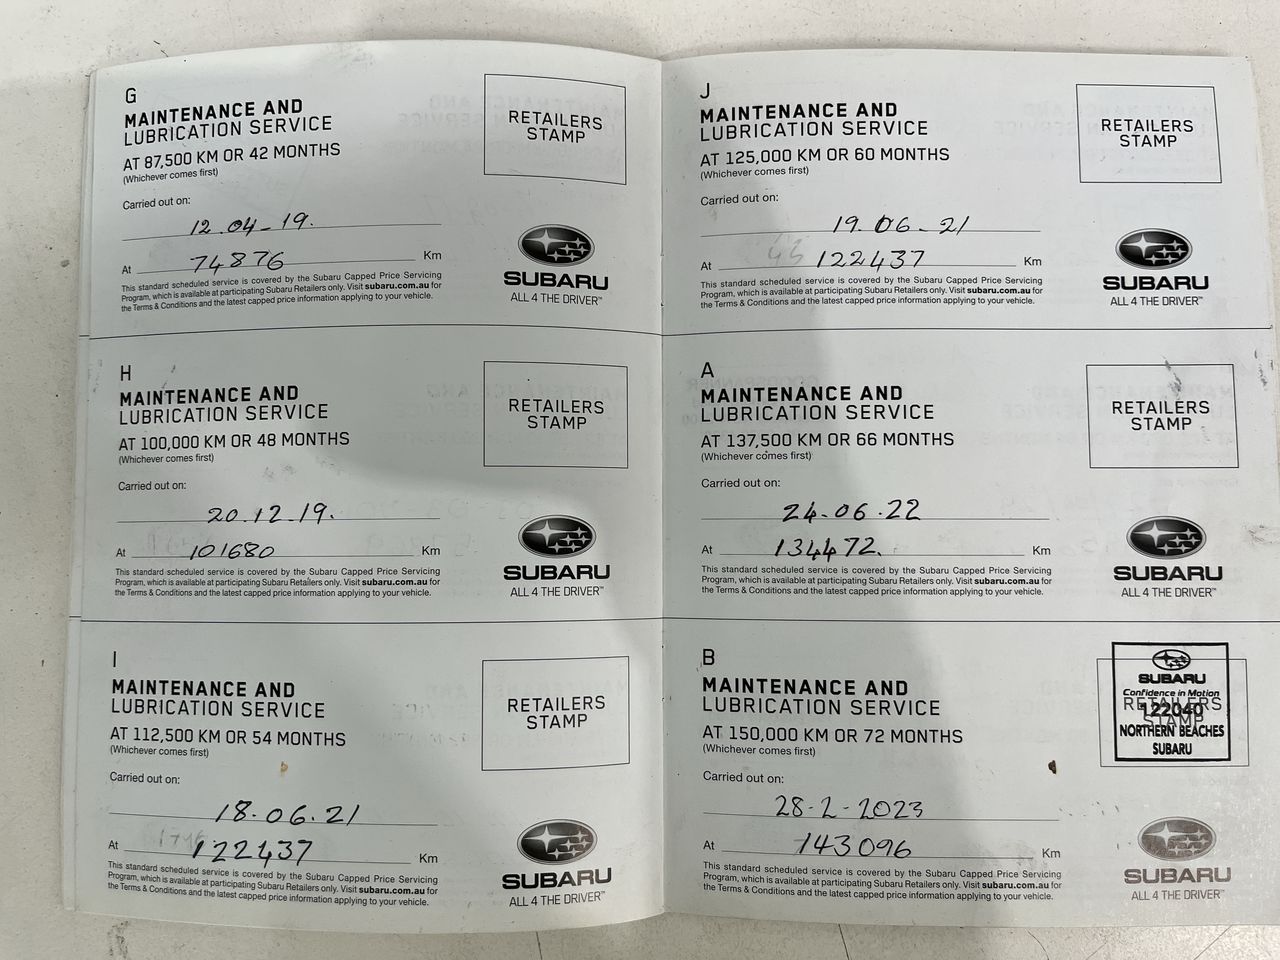 G
MAINTENANCE AND
LUBRICATION SERVICE
AT 87,500 KM OR 42 MONTHS
(Whichever comes first)
RETAILERS
STAMP
Carried out on:
12.04-19.
At 74876 Km
This standard scheduled service is covered by the Subaru Capped Price Servicing
Program, which is available at participating Subaru Retailers only. Visit subaru.com.au for
the Terms & Conditions and the latest capped price information applying to your vehicle.
SUBARU
ALL 4 THE DRIVER™
H
MAINTENANCE AND
LUBRICATION SERVICE
AT 100,000 KM OR 48 MONTHS
(Whichever comes first)
RETAILERS
STAMP
Carried out on:
20.12.19.
At 101680 Km
This standard scheduled service is covered by the Subaru Capped Price Servicing
Program, which is available at participating Subaru Retailers only. Visit subaru.com.au for
the Terms & Conditions and the latest capped price information applying to your vehicle.
SUBARU
ALL 4 THE DRIVER™
I
MAINTENANCE AND
LUBRICATION SERVICE
AT 112,500 KM OR 54 MONTHS
(Whichever comes first)
RETAILERS
STAMP
Carried out on:
18.06.21
At 122437 Km
This standard scheduled service is covered by the Subaru Capped Price Servicing
Program, which is available at participating Subaru Retailers only. Visit subaru.com.au for
the Terms & Conditions and the latest capped price information applying to your vehicle.
SUBARU
ALL 4 THE DRIVER™
J
MAINTENANCE AND
LUBRICATION SERVICE
AT 125,000 KM OR 60 MONTHS
(Whichever comes first)
RETAILERS
STAMP
Carried out on:
19.06-21
At 122437 Km
This standard scheduled service is covered by the Subaru Capped Price Servicing
Program, which is available at participating Subaru Retailers only. Visit subaru.com.au for
the Terms & Conditions and the latest capped price information applying to your vehicle.
SUBARU
ALL 4 THE DRIVER™
A
MAINTENANCE AND
LUBRICATION SERVICE
AT 137,500 KM OR 66 MONTHS
(Whichever comes first)
RETAILERS
STAMP
Carried out on:
24-06.22
At 134472. Km
This standard scheduled service is covered by the Subaru Capped Price Servicing
Program, which is available at participating Subaru Retailers only. Visit subaru.com.au for
the Terms & Conditions and the latest capped price information applying to your vehicle.
SUBARU
ALL 4 THE DRIVER™
B
MAINTENANCE AND
LUBRICATION SERVICE
AT 150,000 KM OR 72 MONTHS
(Whichever comes first)
RETAILERS
STAMP
SUBARU
Confidence in Motion
122040
NORTHERN BEACHES
SUBARU
Carried out on:
28-2-2023
At 143096 Km
This standard scheduled service is covered by the Subaru Capped Price Servicing
Program, which is available at participating Subaru Retailers only. Visit subaru.com.au for
the Terms & Conditions and the latest capped price information applying to your vehicle.
SUBARU
ALL 4 THE DRIVER™